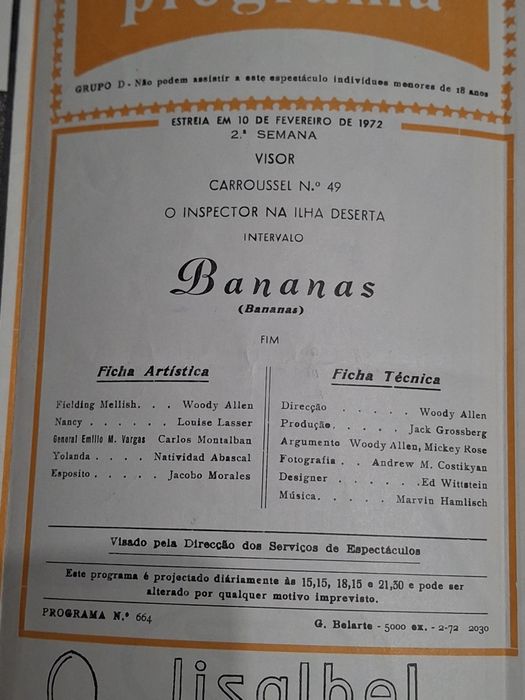 programa
GRUPO D - Não podem assistir a este espectáculo indivíduos menores de 18 anos
ESTREIA EM 10 DE FEVEREIRO DE 1972
2.ª SEMANA
VISOR
CARROUSSEL N.º 49
O INSPECTOR NA ILHA DESERTA
INTERVALO
Bananas
(Bananas)
FIM
Ficha Artística
Fielding Mellish. . . Woody Allen
Nancy . . . . . . Louise Lasser
General Emílio M. Vargas Carlos Montalban
Yolanda . . . . Natividad Abascal
Esposito . . . . . Jacobo Morales
Ficha Técnica
Direcção . . . . . Woody Allen
Produção. . . . . Jack Grossberg
Argumento Woody Allen, Mickey Rose
Fotografia . . Andrew M. Costikyan
Designer . . . . . . Ed Wittstein
Música. . . . . Marvin Hamlisch
Visado pela Direcção dos Serviços de Espectáculos
Este programa é projectado diáriamente às 15,15, 18,15 e 21,30 e pode ser
alterado por qualquer motivo imprevisto.
PROGRAMA N.º 664
G. Belarte - 5000 ex. - 2-72 2030